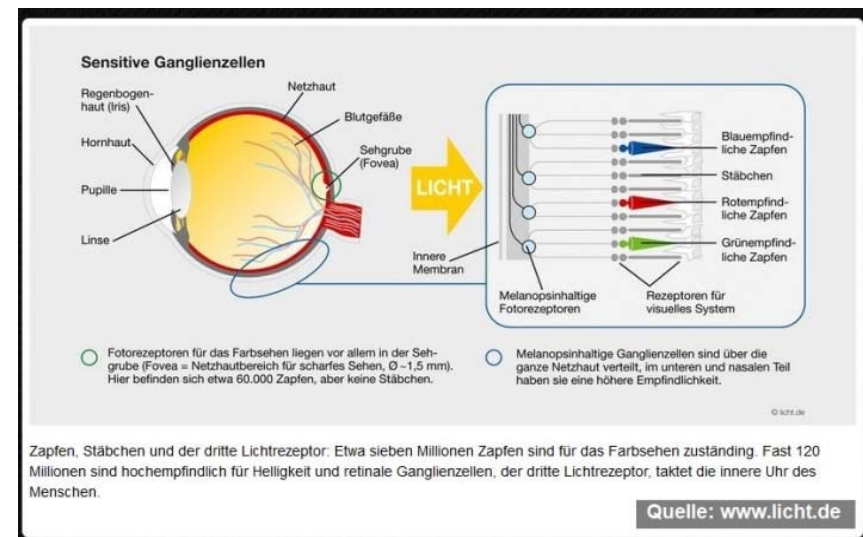 Sensitive Ganglienzellen
Regenbogen-
haut (Iris)
Hornhaut
Pupille
Linse
Netzhaut
Blutgefäße
Sehgrube
(Fovea)
LICHT
Innere
Membran
Melanopsinhaltige
Fotorezeptoren
Rezeptoren für
visuelles System
Blauempfind-
liche Zapfen
Stäbchen
Rotempfind-
liche Zapfen
Grünempfind-
liche Zapfen
Fotorezeptoren für das Farbsehen liegen vor allem in der Seh-
grube (Fovea = Netzhautbereich für scharfes Sehen, Ø ~1,5 mm).
Hier befinden sich etwa 60.000 Zapfen, aber keine Stäbchen.
Melanopsinhaltige Ganglienzellen sind über die
ganze Netzhaut verteilt, im unteren und nasalen Teil
haben sie eine höhere Empfindlichkeit.
© licht.de
Zapfen, Stäbchen und der dritte Lichtrezeptor: Etwa sieben Millionen Zapfen sind für das Farbsehen zuständing. Fast 120
Millionen sind hochempfindlich für Helligkeit und retinale Ganglienzellen, der dritte Lichtrezeptor, taktet die innere Uhr des
Menschen.
Quelle: www.licht.de